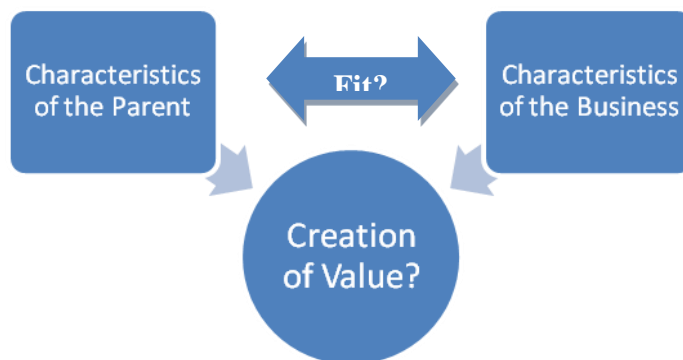 Characteristics
of the Parent
Fit?
Characteristics
of the Business
Creation
of Value?